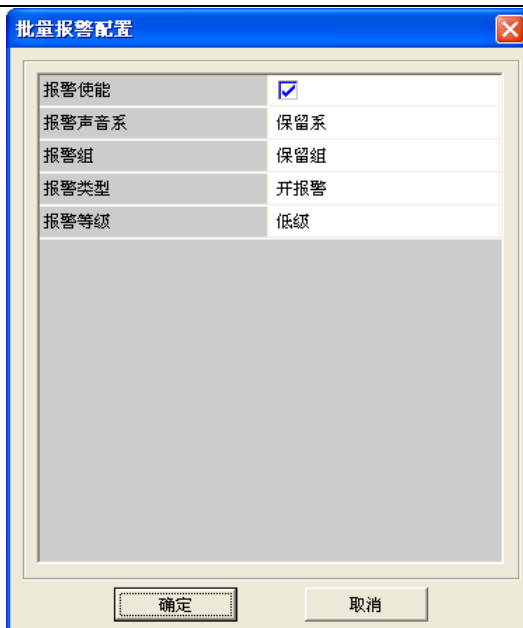 批量报警配置
报警使能
报警声音系 保留系
报警组 保留组
报警类型 开报警
报警等级 低级
确定 取消